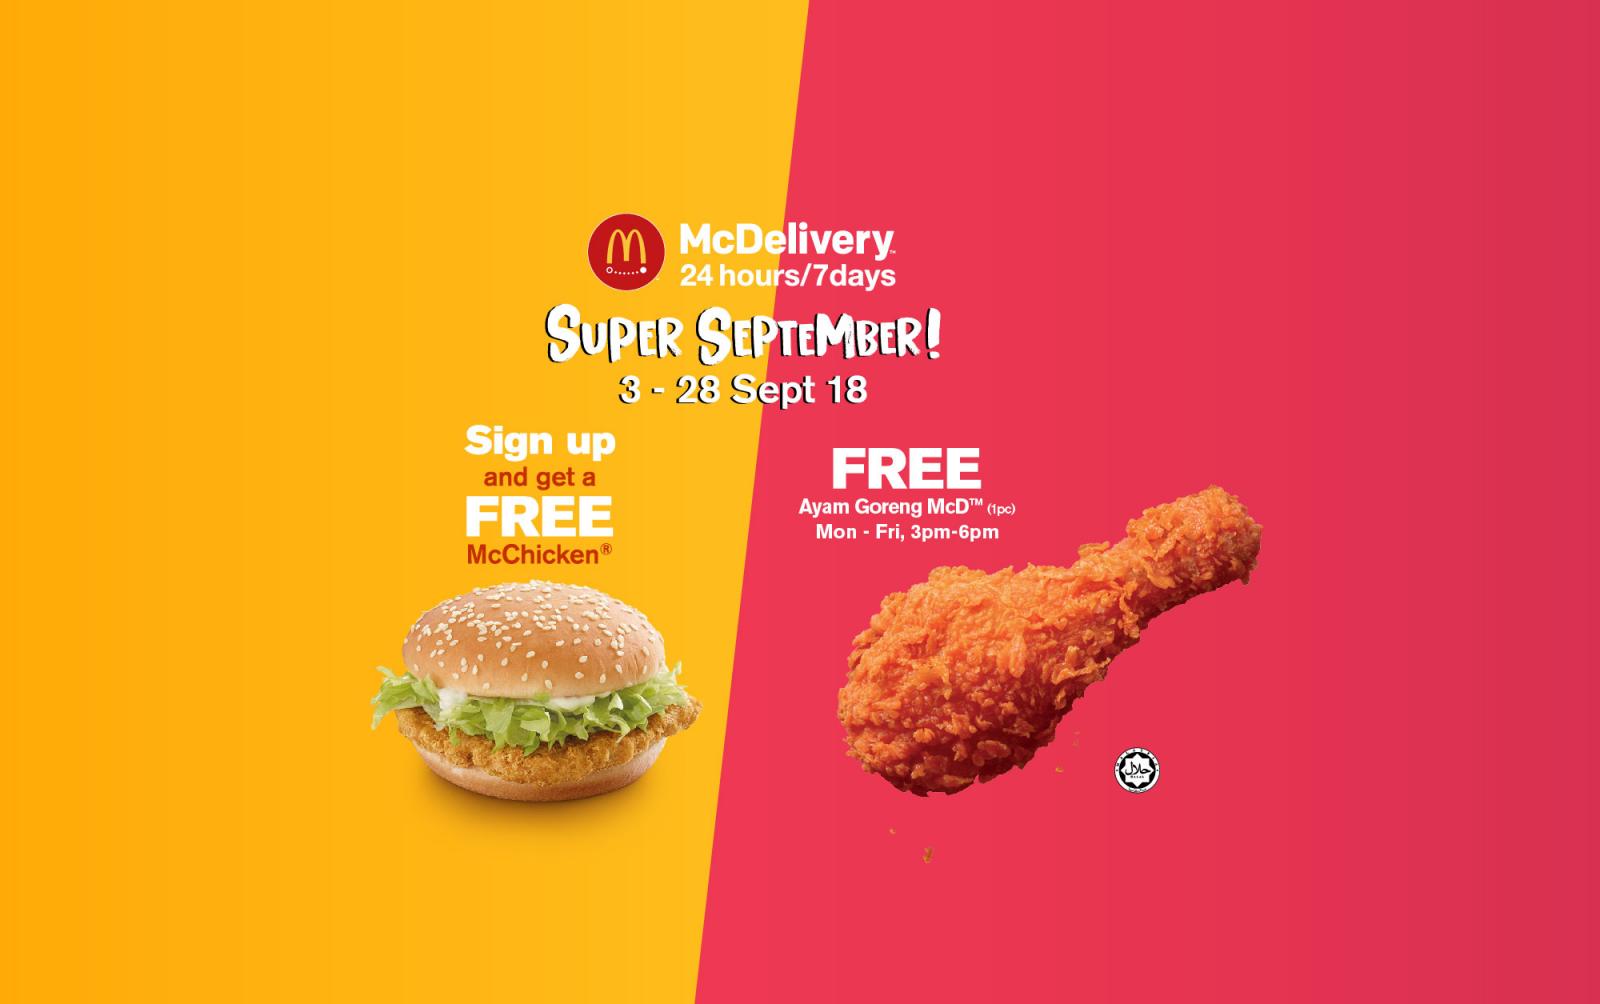 McDelivery™
24 hours/7days
SUPER SEPTEMBER!
3 - 28 Sept 18
Sign up
and get a
FREE
McChicken®
FREE
Ayam Goreng McD™ (1pc)
Mon - Fri, 3pm-6pm
حلال